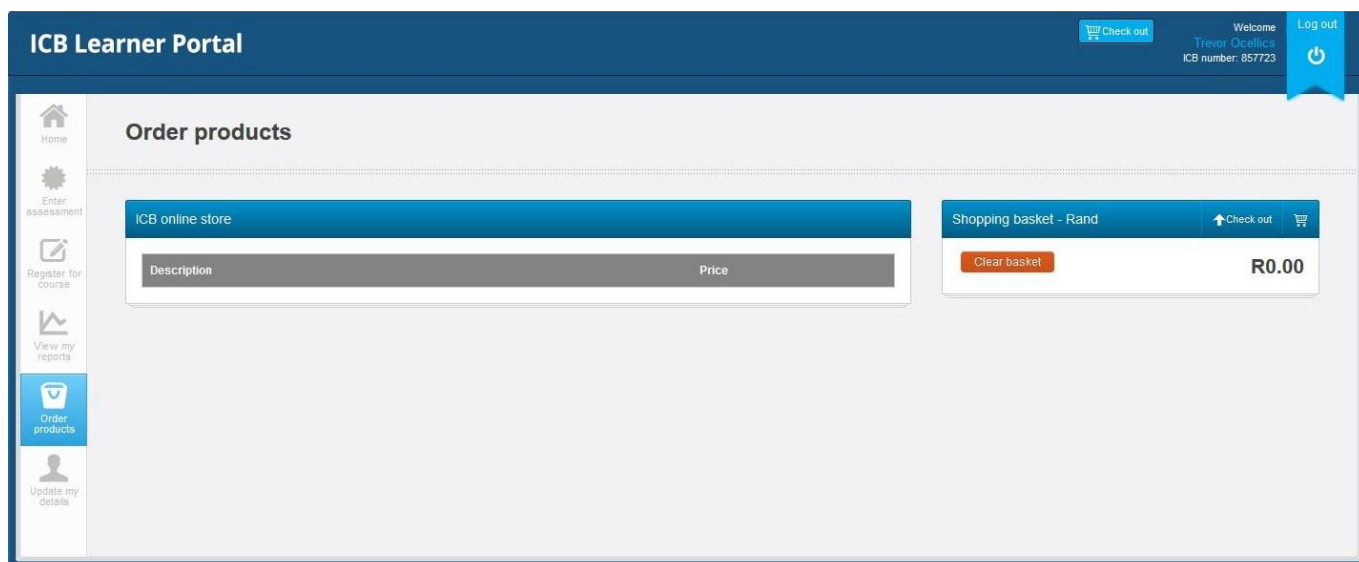 ICB Learner Portal
Check out
Welcome
Trevor Ocellics
ICB number: 857723
Log out
Home
Enter
assessment
Register for
course
View my
reports
Order
products
Update my
details
Order products
ICB online store
Description Price
Shopping basket - Rand Check out
Clear basket R0.00